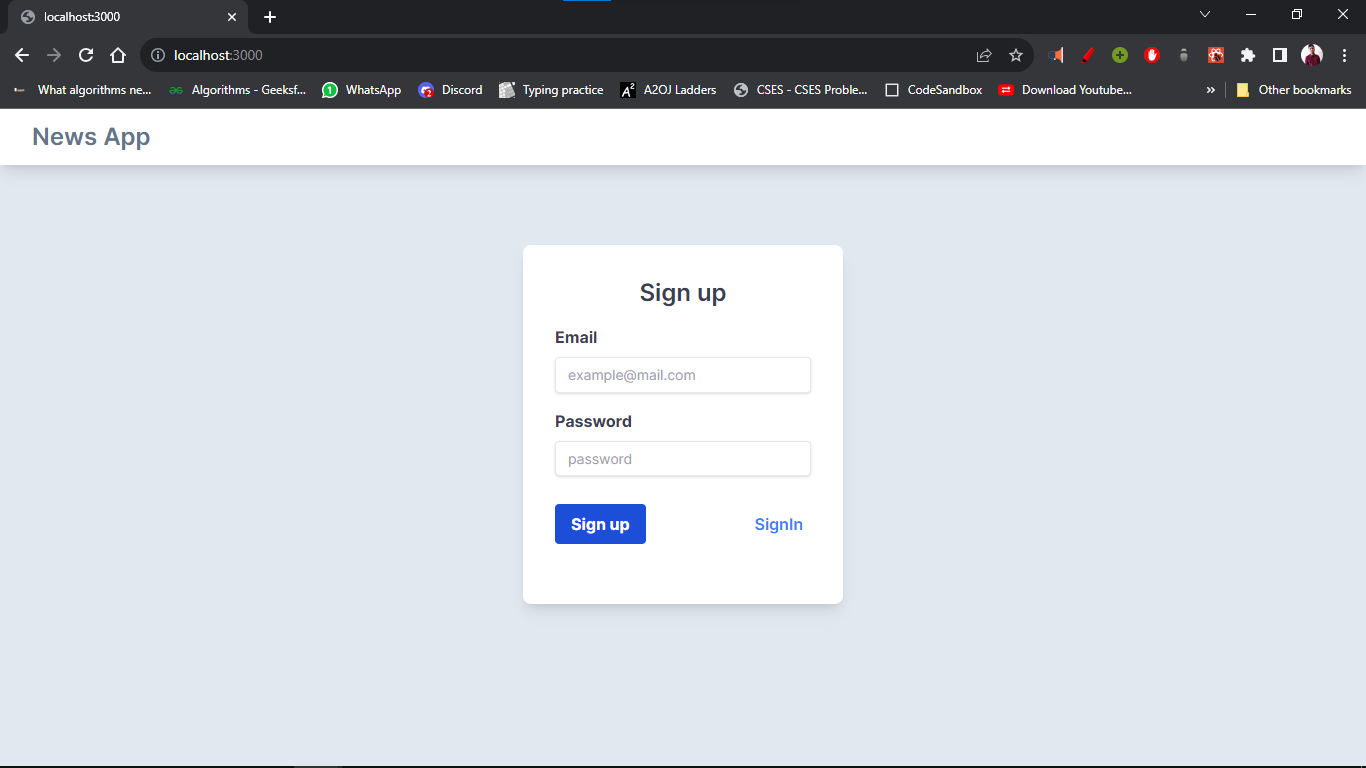 localhost:3000
localhost:3000
What algorithms ne... Algorithms - Geeksf... WhatsApp Discord Typing practice A2OJ Ladders CSES - CSES Proble... CodeSandbox Download Youtube... » Other bookmarks
News App
Sign up
Email
example@mail.com
Password
password
Sign up SignIn